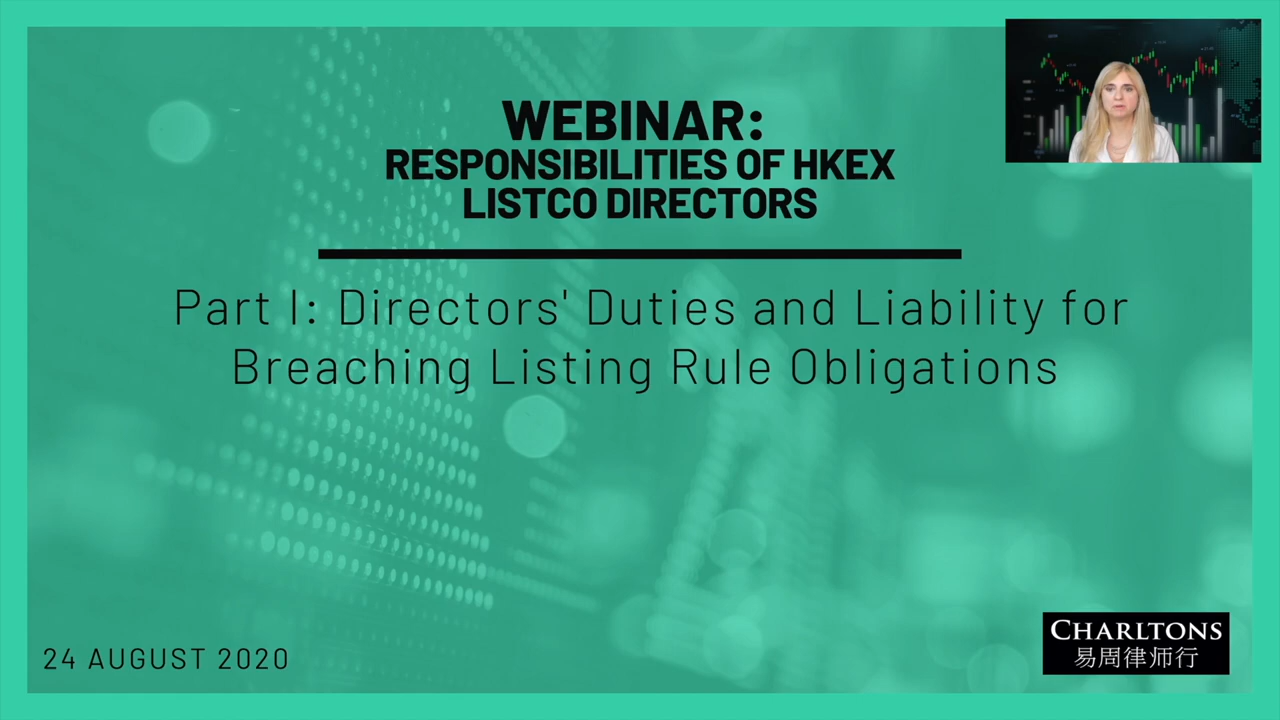 WEBINAR:
RESPONSIBILITIES OF HKEX
LISTCO DIRECTORS
Part I: Directors' Duties and Liability for
Breaching Listing Rule Obligations
24 AUGUST 2020
CHARLTONS
易周律师行